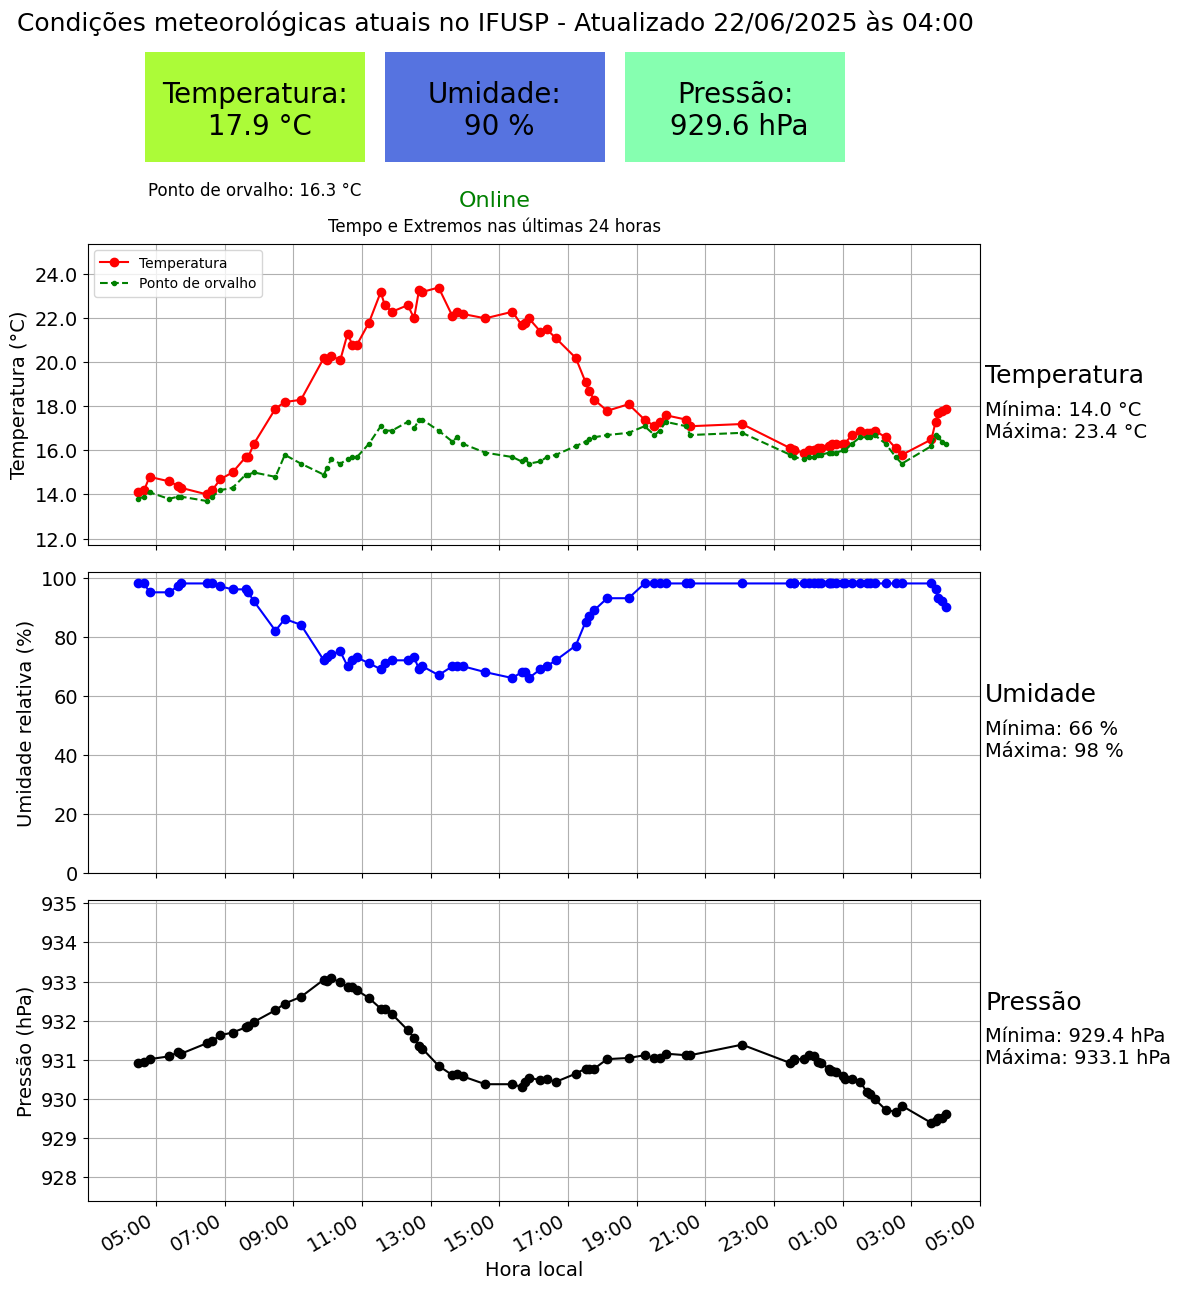 Condições meteorológicas atuais no IFUSP - Atualizado 22/06/2025 às 04:00
Temperatura:
17.9 °C
Umidade:
90 %
Pressão:
929.6 hPa
Ponto de orvalho: 16.3 °C
Online
Tempo e Extremos nas últimas 24 horas
Temperatura
Ponto de orvalho
Temperatura (°C)
24.0
22.0
20.0
18.0
16.0
14.0
12.0
Temperatura
Mínima: 14.0 °C
Máxima: 23.4 °C
Umidade relativa (%)
100
80
60
40
20
0
Umidade
Mínima: 66 %
Máxima: 98 %
Pressão (hPa)
935
934
933
932
931
930
929
928
Pressão
Mínima: 929.4 hPa
Máxima: 933.1 hPa
05:00 07:00 09:00 11:00 13:00 15:00 17:00 19:00 21:00 23:00 01:00 03:00 05:00
Hora local